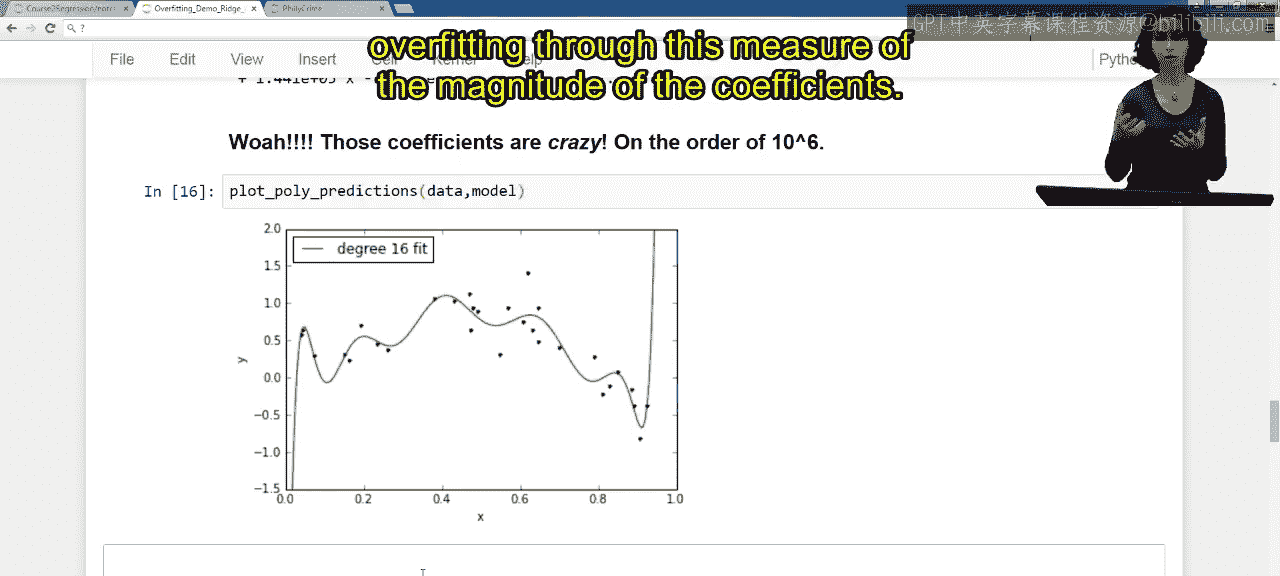 Course2Regression/note
Overfitting_Demo_Ridge_
PhillyCrime
?
GPT中英字幕课程资源@bilibili.com
overfitting through this measure of
the magnitude of the coefficients.
File Edit View Insert Cell Kernel Help
Woah!!!! Those coefficients are crazy! On the order of 10^6.
In [16]: plot_poly_predictions(data,model)
degree 16 fit
2.0
1.5
1.0
0.5
0.0
−0.5
−1.0
−1.5
y
0.0 0.2 0.4 0.6 0.8 1.0
x